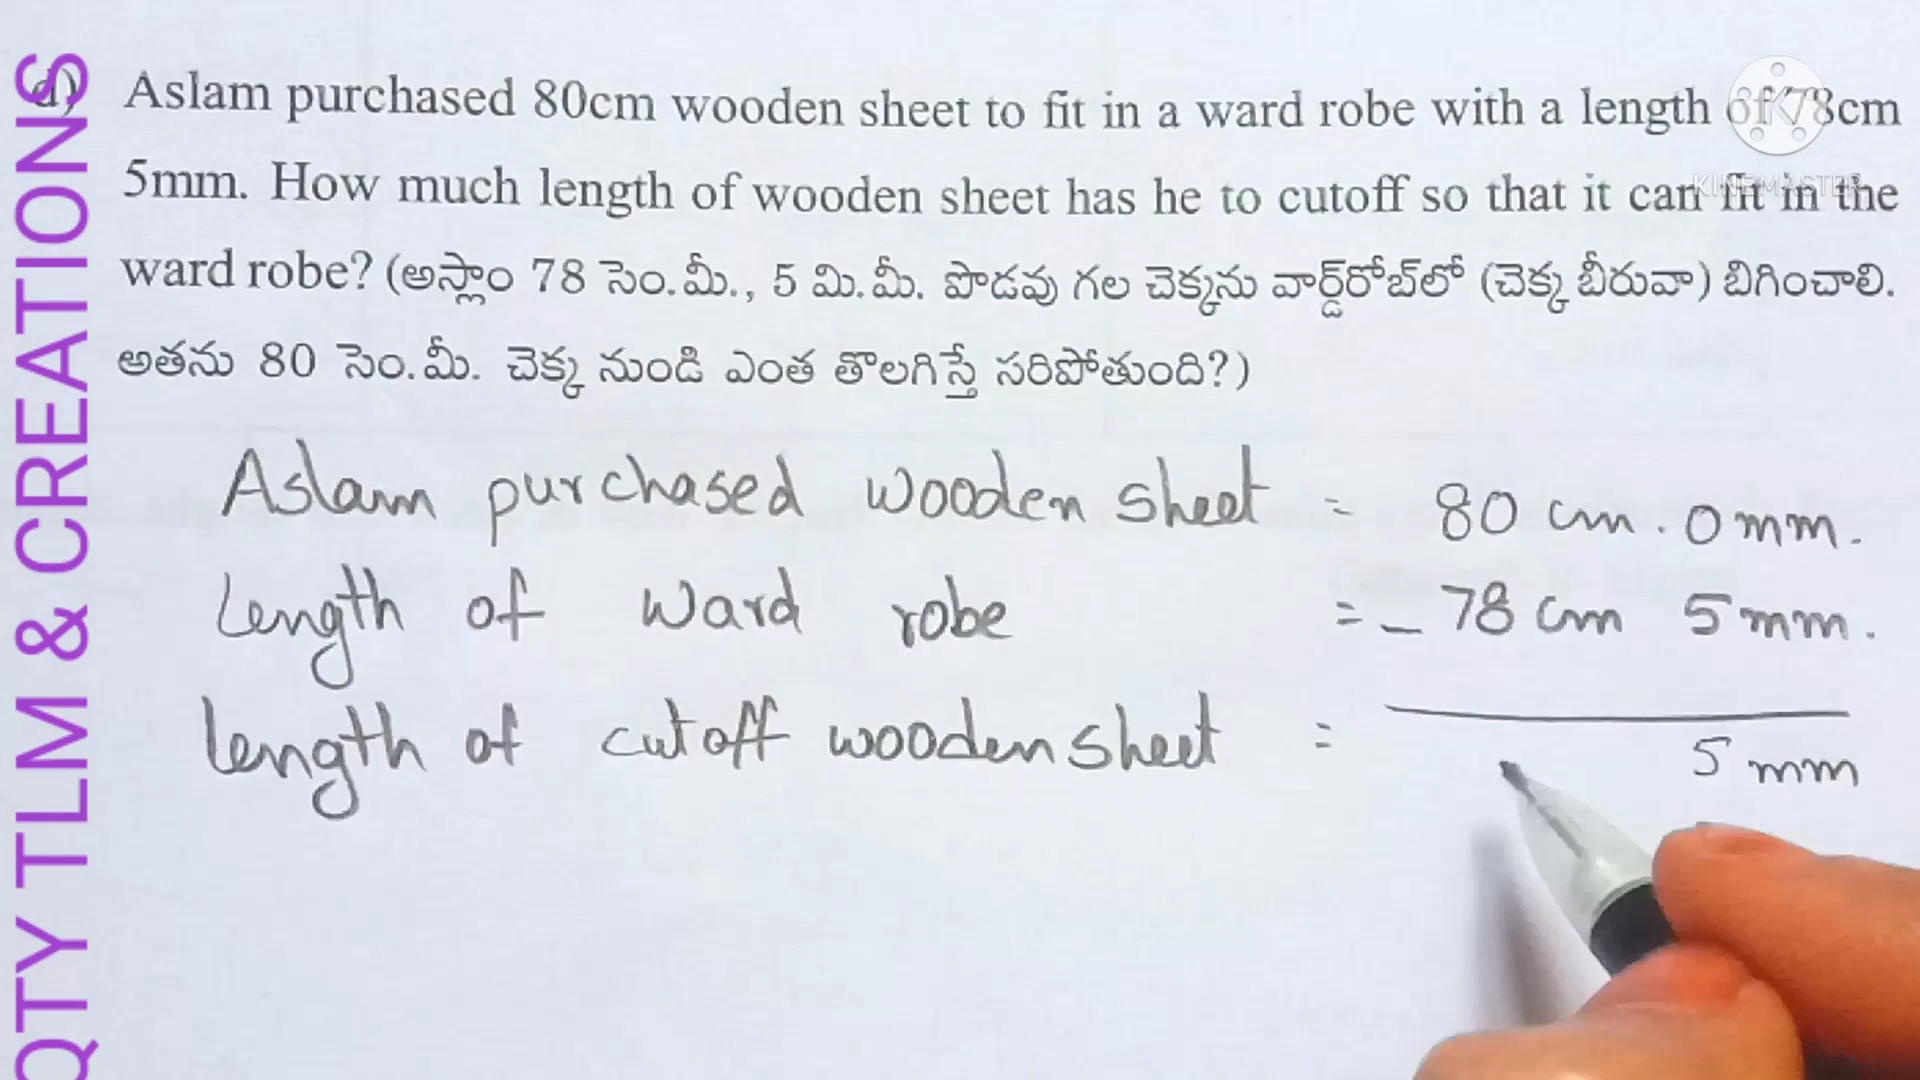 d) Aslam purchased 80cm wooden sheet to fit in a ward robe with a length of 78cm
5mm. How much length of wooden sheet has he to cutoff so that it can fit in the
ward robe? (అస్లాం 78 సెం.మీ., 5 మి.మీ. పొడవు గల చెక్కను వార్డ్‌రోబ్‌లో (చెక్క బీరువా) బిగించాలి.
అతను 80 సెం.మీ. చెక్క నుండి ఎంత తొలగిస్తే సరిపోతుంది?)
Aslam purchased wooden sheet = 80 cm. 0 mm.
Length of ward robe = - 78 cm 5 mm.
length of cutoff wooden sheet = 5 mm
QTY TLM & CREATIONS
KINEMASTER